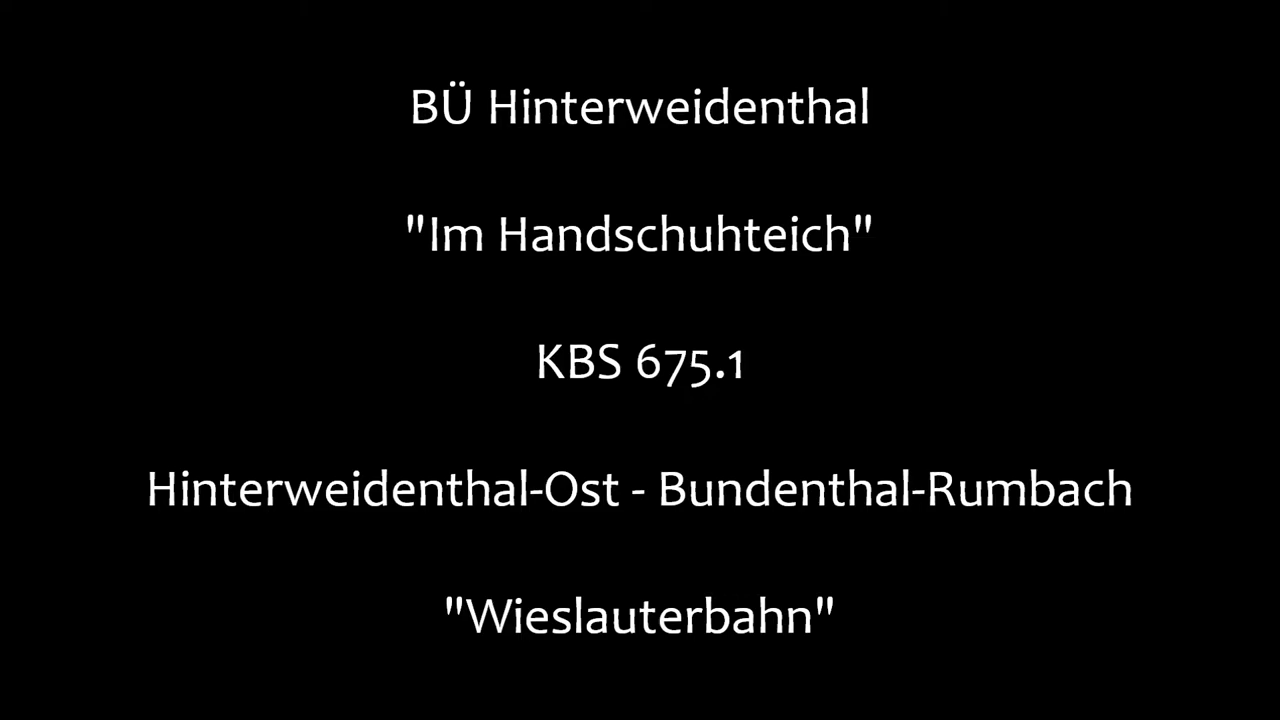 BÜ Hinterweidenthal
"Im Handschuhteich"
KBS 675.1
Hinterweidenthal-Ost - Bundenthal-Rumbach
"Wieslauterbahn"